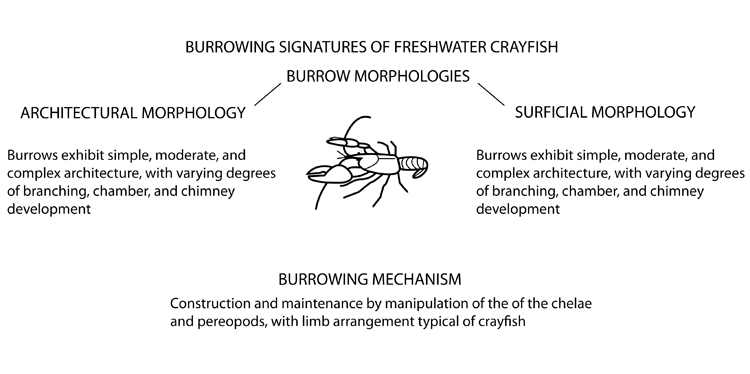 BURROWING SIGNATURES OF FRESHWATER CRAYFISH
BURROW MORPHOLOGIES
ARCHITECTURAL MORPHOLOGY
Burrows exhibit simple, moderate, and
complex architecture, with varying degrees
of branching, chamber, and chimney
development
SURFICIAL MORPHOLOGY
Burrows exhibit simple, moderate, and
complex architecture, with varying degrees
of branching, chamber, and chimney
development
BURROWING MECHANISM
Construction and maintenance by manipulation of the of the chelae
and pereopods, with limb arrangement typical of crayfish